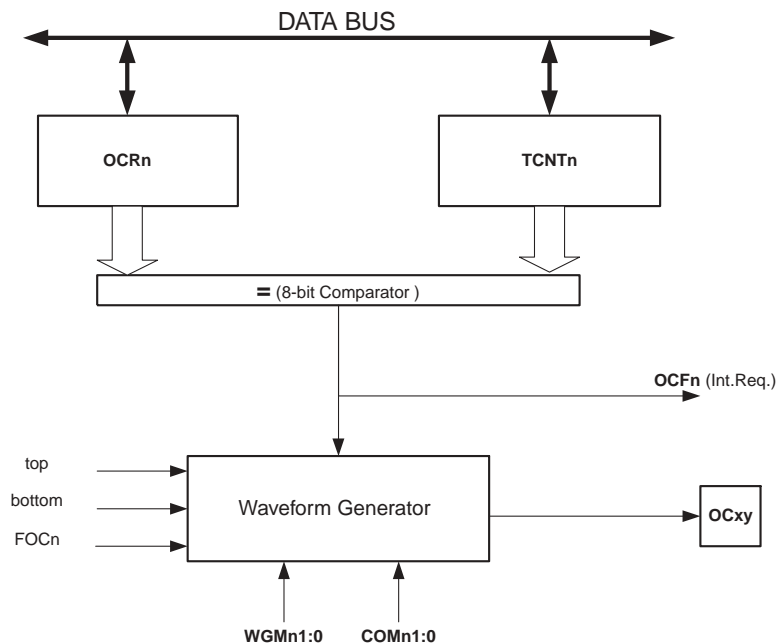 DATA BUS
OCRn
TCNTn
= (8-bit Comparator )
OCFn (Int.Req.)
top
bottom
FOCn
Waveform Generator
OCxy
WGMn1:0
COMn1:0